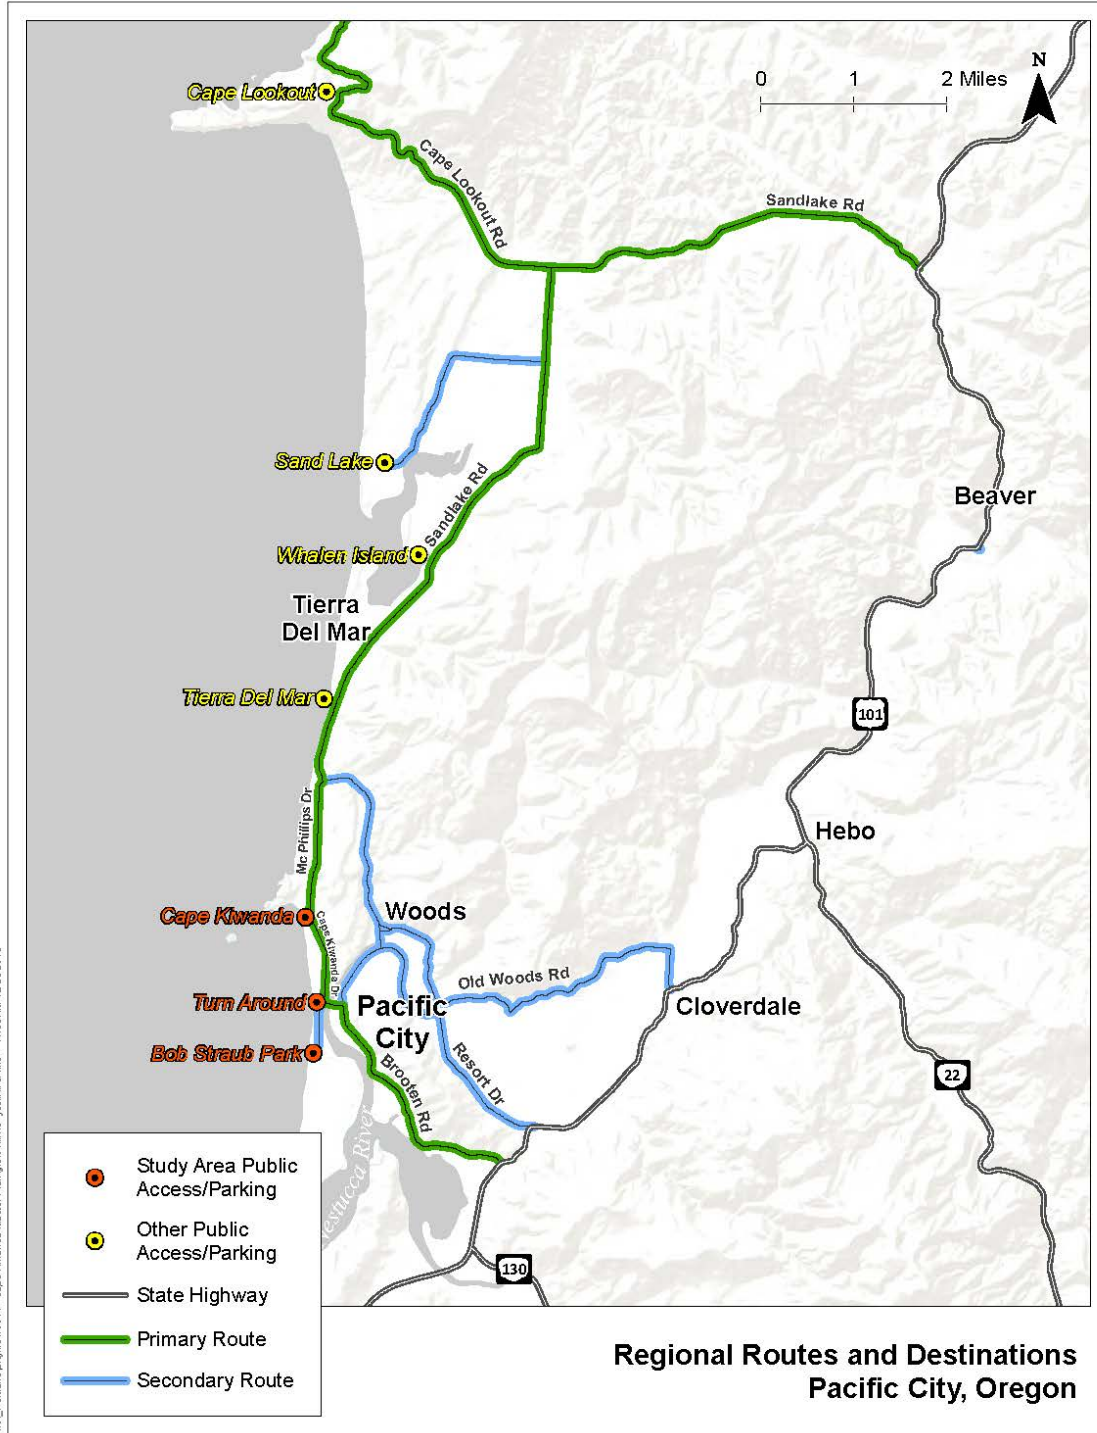 N
0 1 2 Miles
Cape Lookout
Cape Lookout Rd
Sandlake Rd
Sand Lake
Sandlake Rd
Beaver
Whalen Island
Tierra
Del Mar
Tierra Del Mar
101
Mc Phillips Dr
Hebo
Cape Kiwanda
Cape Kiwanda Dr
Woods
Old Woods Rd
Turn Around
Pacific
City
Cloverdale
Bob Straub Park
Brooten Rd
Resort Dr
22
River
130
Study Area Public
Access/Parking
Other Public
Access/Parking
State Highway
Primary Route
Secondary Route
Regional Routes and Destinations
Pacific City, Oregon